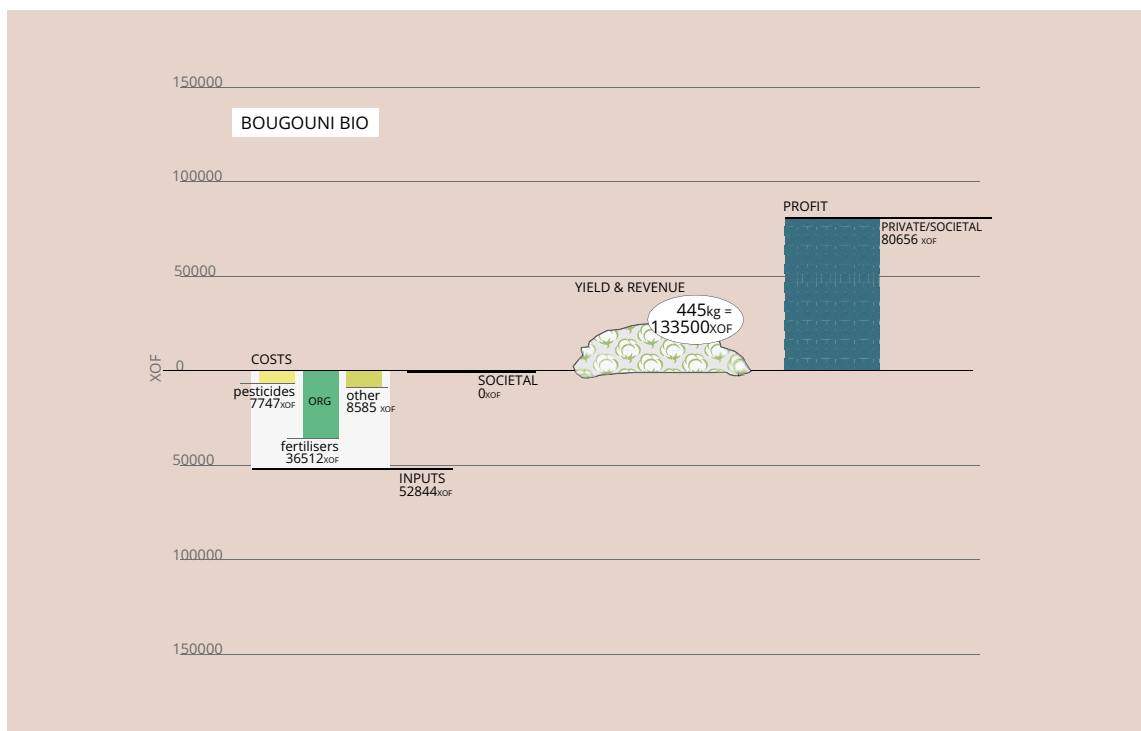 150000
BOUGOUNI BIO
100000
PROFIT
PRIVATE/SOCIETAL
80656 XOF
50000
YIELD & REVENUE
445kg =
133500XOF
XOF
0
COSTS
SOCIETAL
0XOF
pesticides
7747XOF
ORG
other
8585 XOF
fertilisers
36512XOF
50000
INPUTS
52844XOF
100000
150000